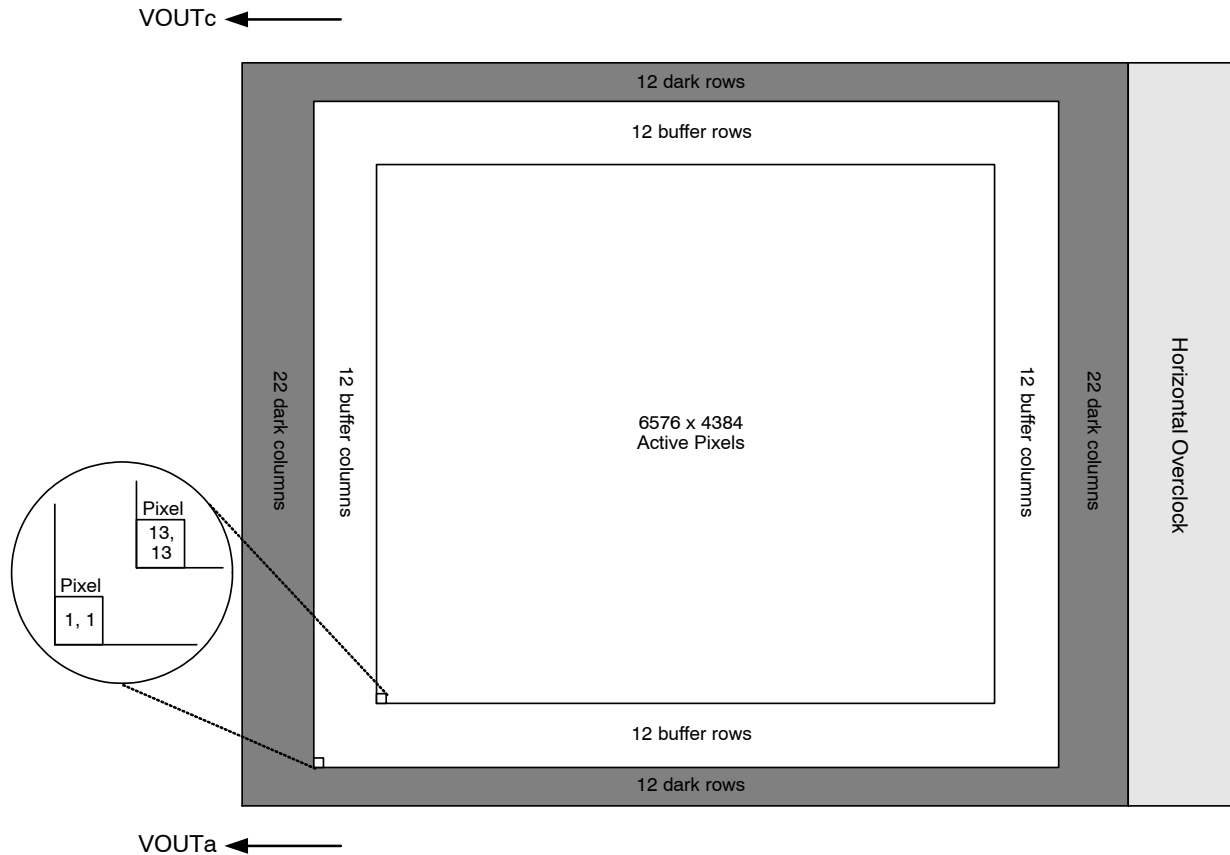 VOUTc
12 dark rows
12 buffer rows
22 dark columns
12 buffer columns
6576 x 4384
Active Pixels
12 buffer columns
22 dark columns
Horizontal Overclock
Pixel
13,
13
Pixel
1, 1
12 buffer rows
12 dark rows
VOUTa